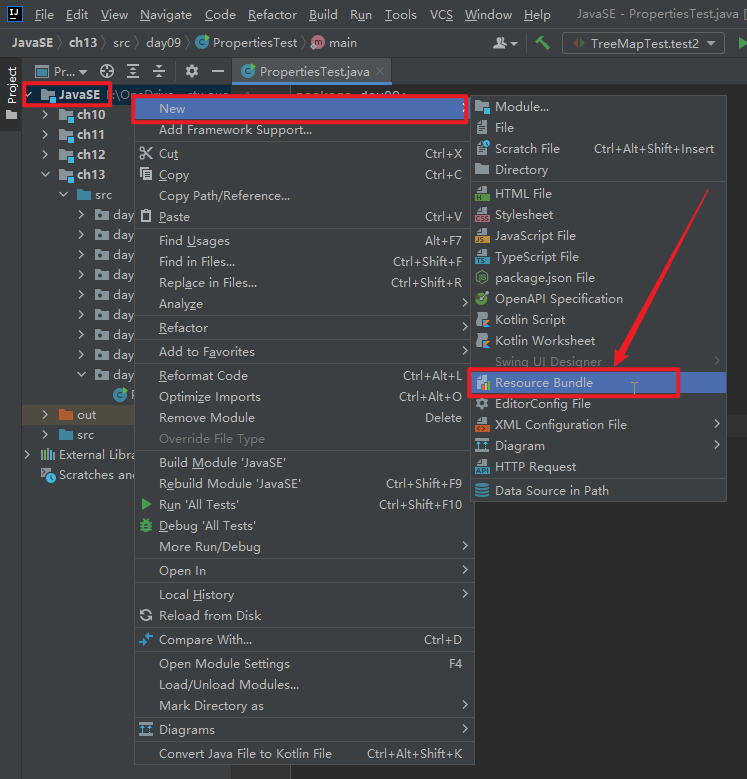 File Edit View Navigate Code Refactor Build Run Tools VCS Window Help JavaSE - PropertiesTest.java [
JavaSE ch13 src day09 PropertiesTest main TreeMapTest.test2
Project
Pr... PropertiesTest.java
JavaSE
ch10
ch11
ch12
ch13
src
day
day
day
day
day
day
day
day
day
out
src
External Libra
Scratches and
New
Add Framework Support...
Cut Ctrl+X
Copy Ctrl+C
Copy Path/Reference...
Paste Ctrl+V
Find Usages Alt+F7
Find in Files... Ctrl+Shift+F
Replace in Files... Ctrl+Shift+R
Analyze
Refactor
Add to Favorites
Reformat Code Ctrl+Alt+L
Optimize Imports Ctrl+Alt+O
Remove Module Delete
Override File Type
Build Module 'JavaSE'
Rebuild Module 'JavaSE' Ctrl+Shift+F9
Run 'All Tests' Ctrl+Shift+F10
Debug 'All Tests'
More Run/Debug
Open In
Local History
Reload from Disk
Compare With... Ctrl+D
Open Module Settings F4
Load/Unload Modules...
Mark Directory as
Diagrams
Convert Java File to Kotlin File Ctrl+Alt+Shift+K
Module...
File
Scratch File Ctrl+Alt+Shift+Insert
Directory
HTML File
Stylesheet
JavaScript File
TypeScript File
package.json File
OpenAPI Specification
Kotlin Script
Kotlin Worksheet
Swing UI Designer
Resource Bundle
EditorConfig File
XML Configuration File
Diagram
HTTP Request
Data Source in Path